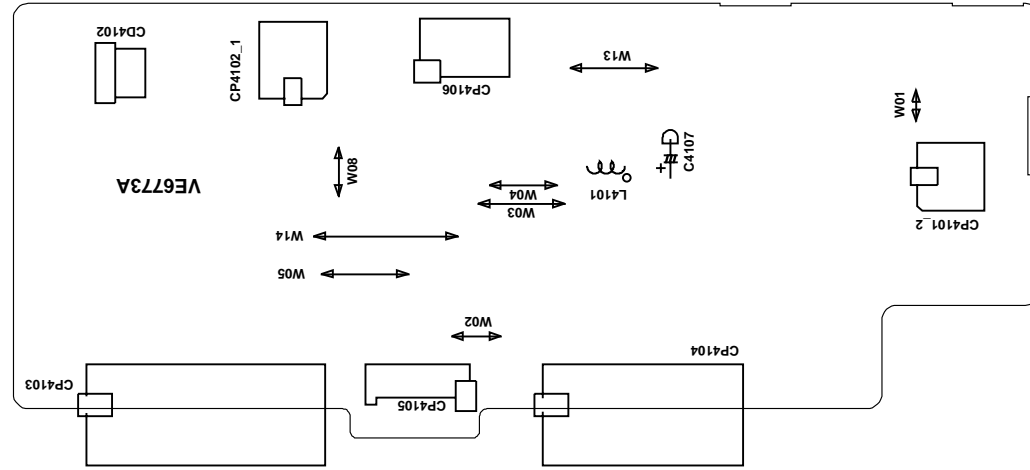 CD4102
CP4102_1
CP4106
W13
W01
C4107
+
W08
VE6773A
W04
L4101
W03
CP4101_2
W14
W05
W02
CP4104
CP4103
CP4105